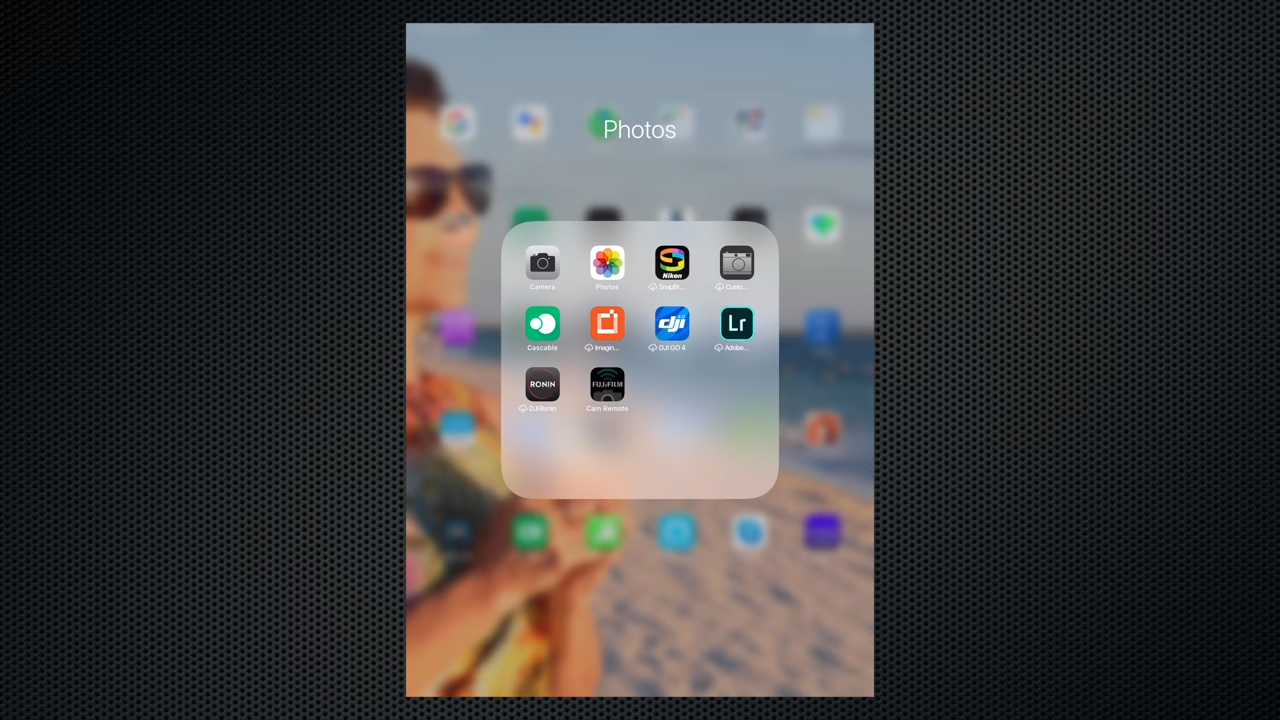 Photos
Nikon
Camera Photos SnapBr... Custo...
dji Lr
Cascable Imagin... DJI GO 4 Adobe...
RONIN FUJIFILM
DJI Ronin Cam Remote